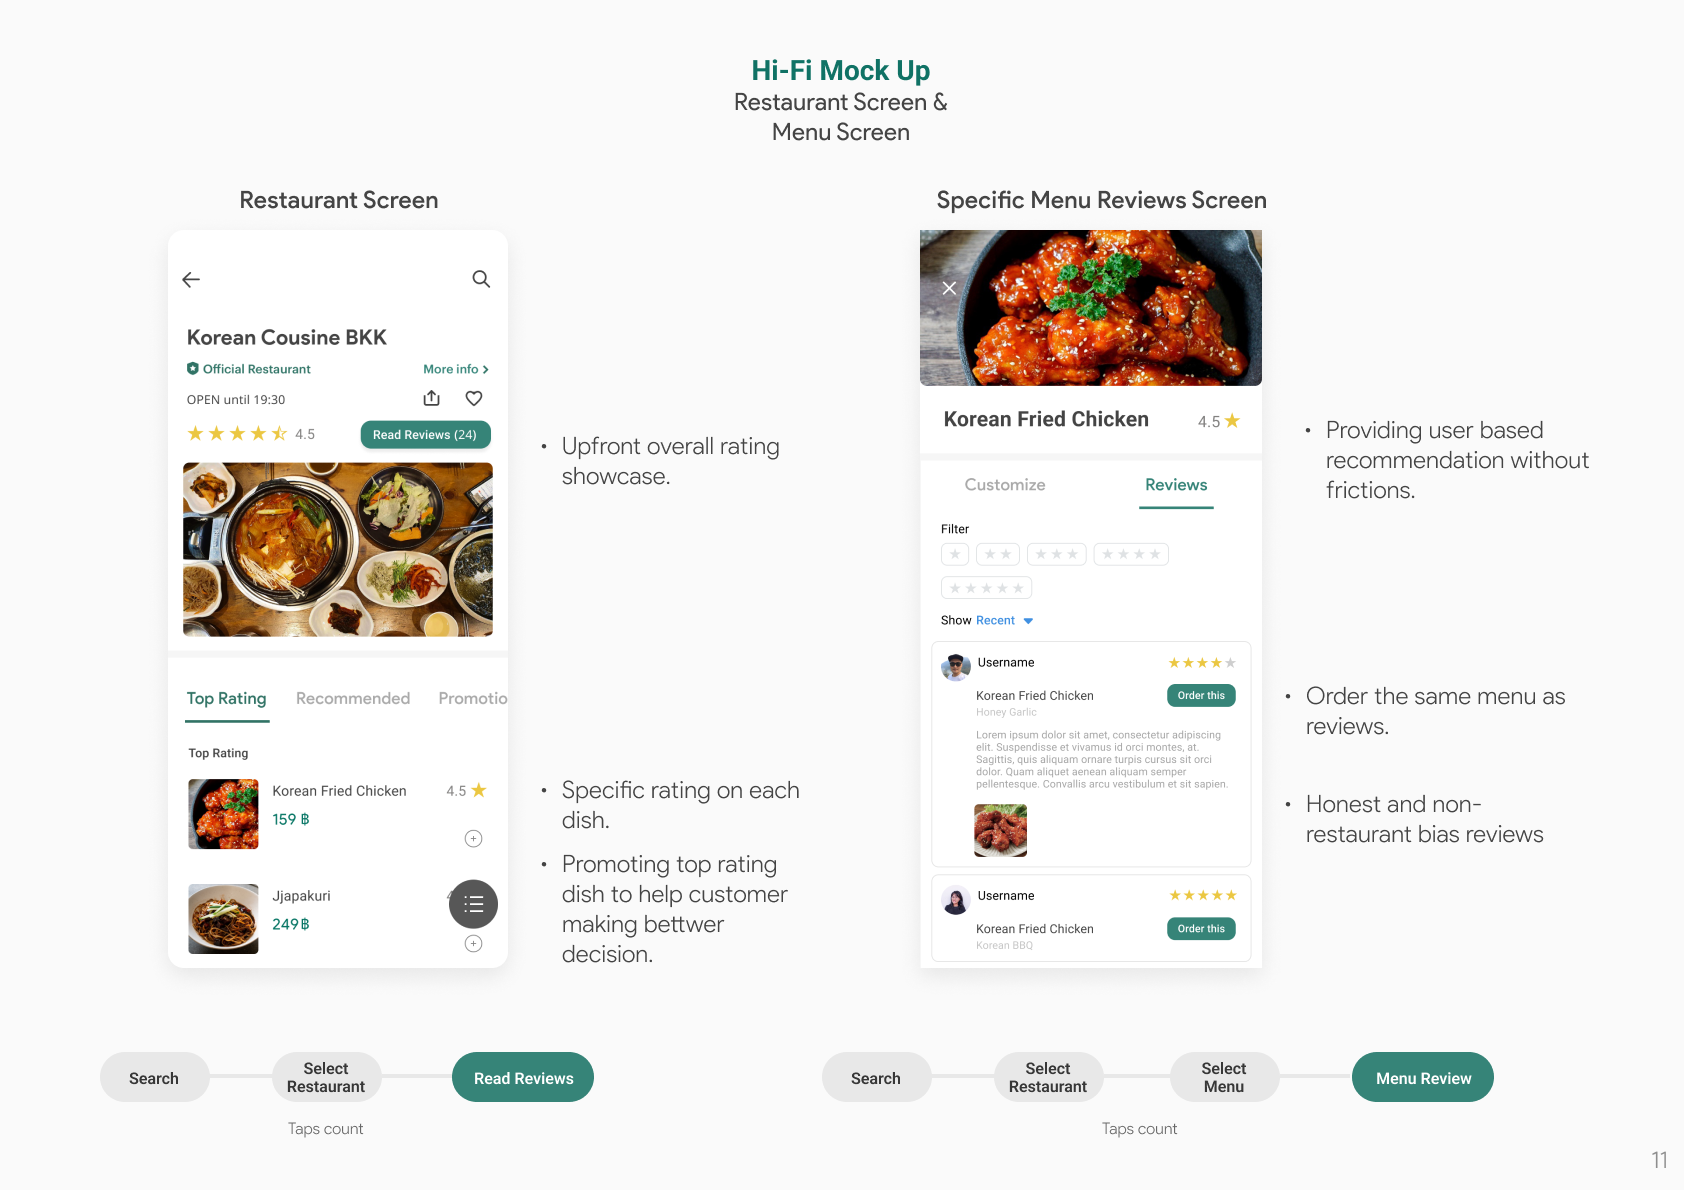 Hi-Fi Mock Up
Restaurant Screen &
Menu Screen
Restaurant Screen
Korean Cousine BKK
Official Restaurant
More info >
OPEN until 19:30
4.5
Read Reviews (24)
Top Rating
Recommended
Promotio
Top Rating
Korean Fried Chicken
4.5
159 ฿
Jjapakuri
249฿
• Upfront overall rating
showcase.
• Specific rating on each
dish.
• Promoting top rating
dish to help customer
making bettwer
decision.
Specific Menu Reviews Screen
Korean Fried Chicken
4.5
Customize
Reviews
Filter
Show Recent
Username
Korean Fried Chicken
Order this
Honey Garlic
Lorem ipsum dolor sit amet, consectetur adipiscing
elit. Suspendisse et vivamus id orci montes, at.
Sagittis, quis aliquam ornare turpis cursus sit orci
dolor. Quam aliquet aenean aliquam semper
pellentesque. Convallis arcu vestibulum et sit sapien.
Username
Korean Fried Chicken
Order this
Korean BBQ
• Providing user based
recommendation without
frictions.
• Order the same menu as
reviews.
• Honest and non-
restaurant bias reviews
Search
Select
Restaurant
Read Reviews
Taps count
Search
Select
Restaurant
Select
Menu
Menu Review
Taps count
11